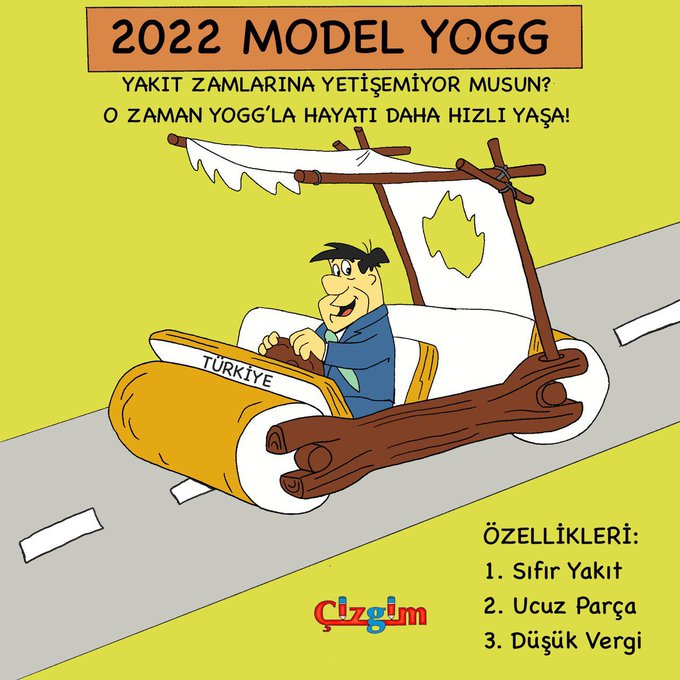 2022 MODEL YOGG
YAKIT ZAMLARINA YETİŞEMİYOR MUSUN?
O ZAMAN YOGG'LA HAYATI DAHA HIZLI YAŞA!
TÜRKİYE
ÖZELLİKLERİ:
1. Sıfır Yakıt
2. Ucuz Parça
3. Düşük Vergi
Çizgim